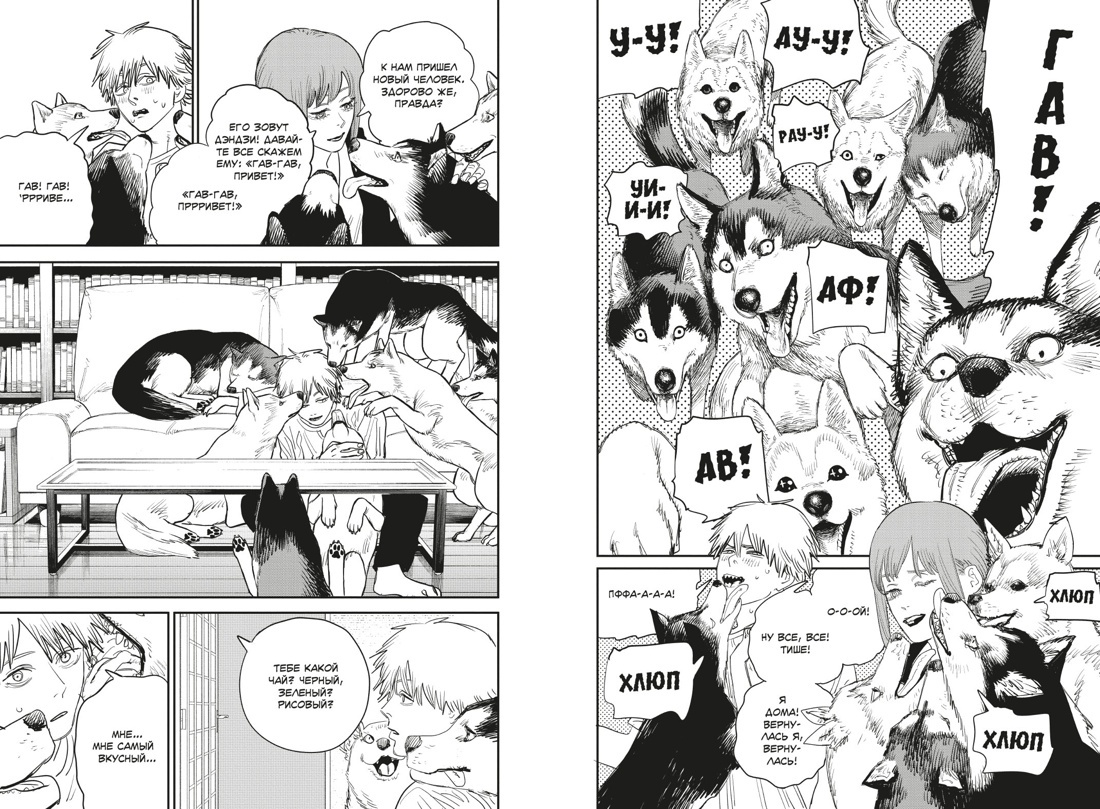 У-У!
АУ-У!
ГАВ!
РАУ-У!
УИ-
И-И!
АФ!
АВ!
ПФФА-А-А-А!
О-О-ОЙ!
НУ ВСЕ, ВСЕ!
ТИШЕ!
ХЛЮП
ХЛЮП
Я
ДОМА!
ВЕРНУ-
ЛАСЬ Я,
ВЕРНУ-
ЛАСЬ!
ХЛЮП
К НАМ ПРИШЕЛ
НОВЫЙ ЧЕЛОВЕК.
ЗДОРОВО ЖЕ,
ПРАВДА?
ЕГО ЗОВУТ
ДЭНДЗИ! ДАВАЙ-
ТЕ ВСЕ СКАЖЕМ
ЕМУ: «ГАВ-ГАВ,
ПРИВЕТ!»
«ГАВ-ГАВ,
ПРРРИВЕТ!»
ГАВ! ГАВ!
'РРРИВЕ...
ТЕБЕ КАКОЙ
ЧАЙ? ЧЕРНЫЙ,
ЗЕЛЕНЫЙ?
РИСОВЫЙ?
МНЕ...
МНЕ САМЫЙ
ВКУСНЫЙ...